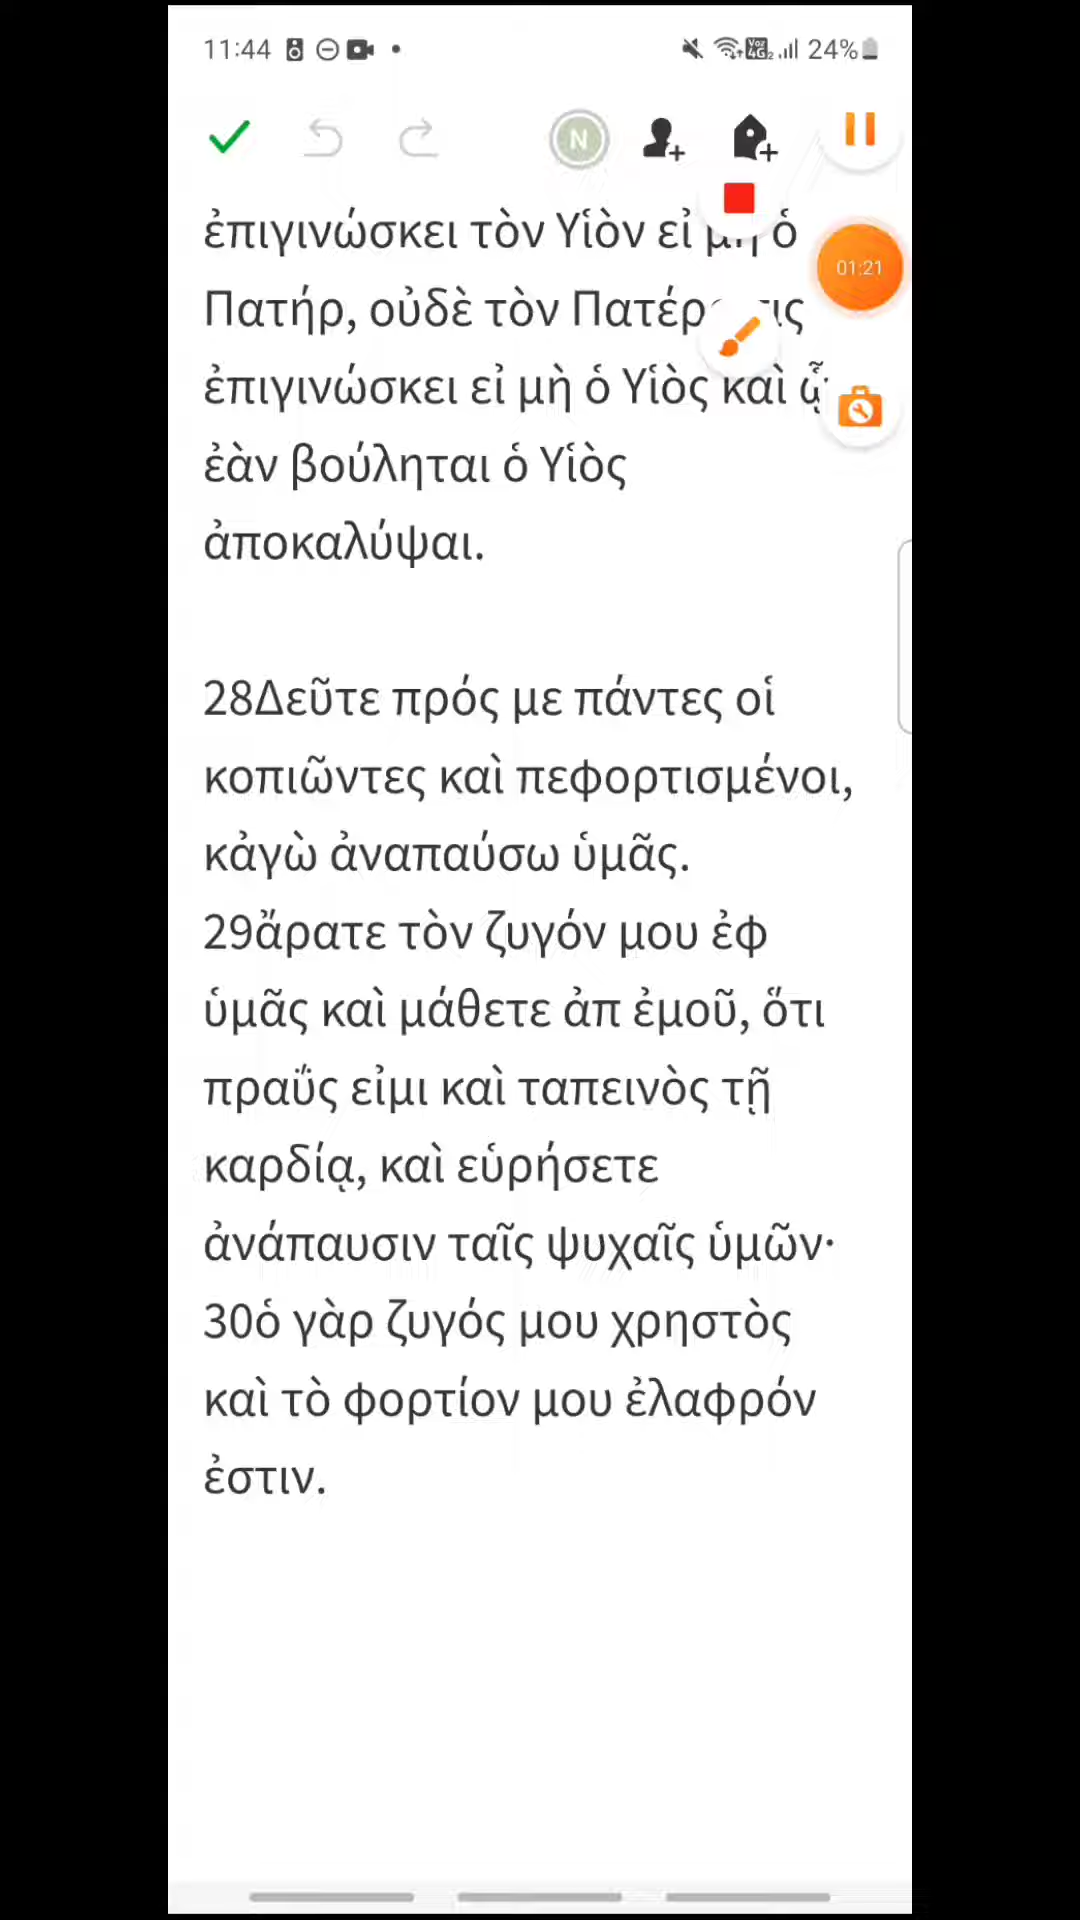 11:44
24%
N
ἐπιγινώσκει τὸν Υἱὸν εἰ μὴ ὁ
01:21
Πατήρ, οὐδὲ τὸν
ἐπιγινώσκει εἰ μὴ ὁ Υἱὸς καὶ ᾧ
ἐὰν βούληται ὁ Υἱὸς
ἀποκαλύψαι.
28Δεῦτε πρός με πάντες οἱ
κοπιῶντες καὶ πεφορτισμένοι,
κἀγὼ ἀναπαύσω ὑμᾶς.
29ἄρατε τὸν ζυγόν μου ἐφ
ὑμᾶς καὶ μάθετε ἀπ ἐμοῦ, ὅτι
πραΰς εἰμι καὶ ταπεινὸς τῇ
καρδίᾳ, καὶ εὑρήσετε
ἀνάπαυσιν ταῖς ψυχαῖς ὑμῶν·
30ὁ γὰρ ζυγός μου χρηστὸς
καὶ τὸ φορτίον μου ἐλαφρόν
ἐστιν.